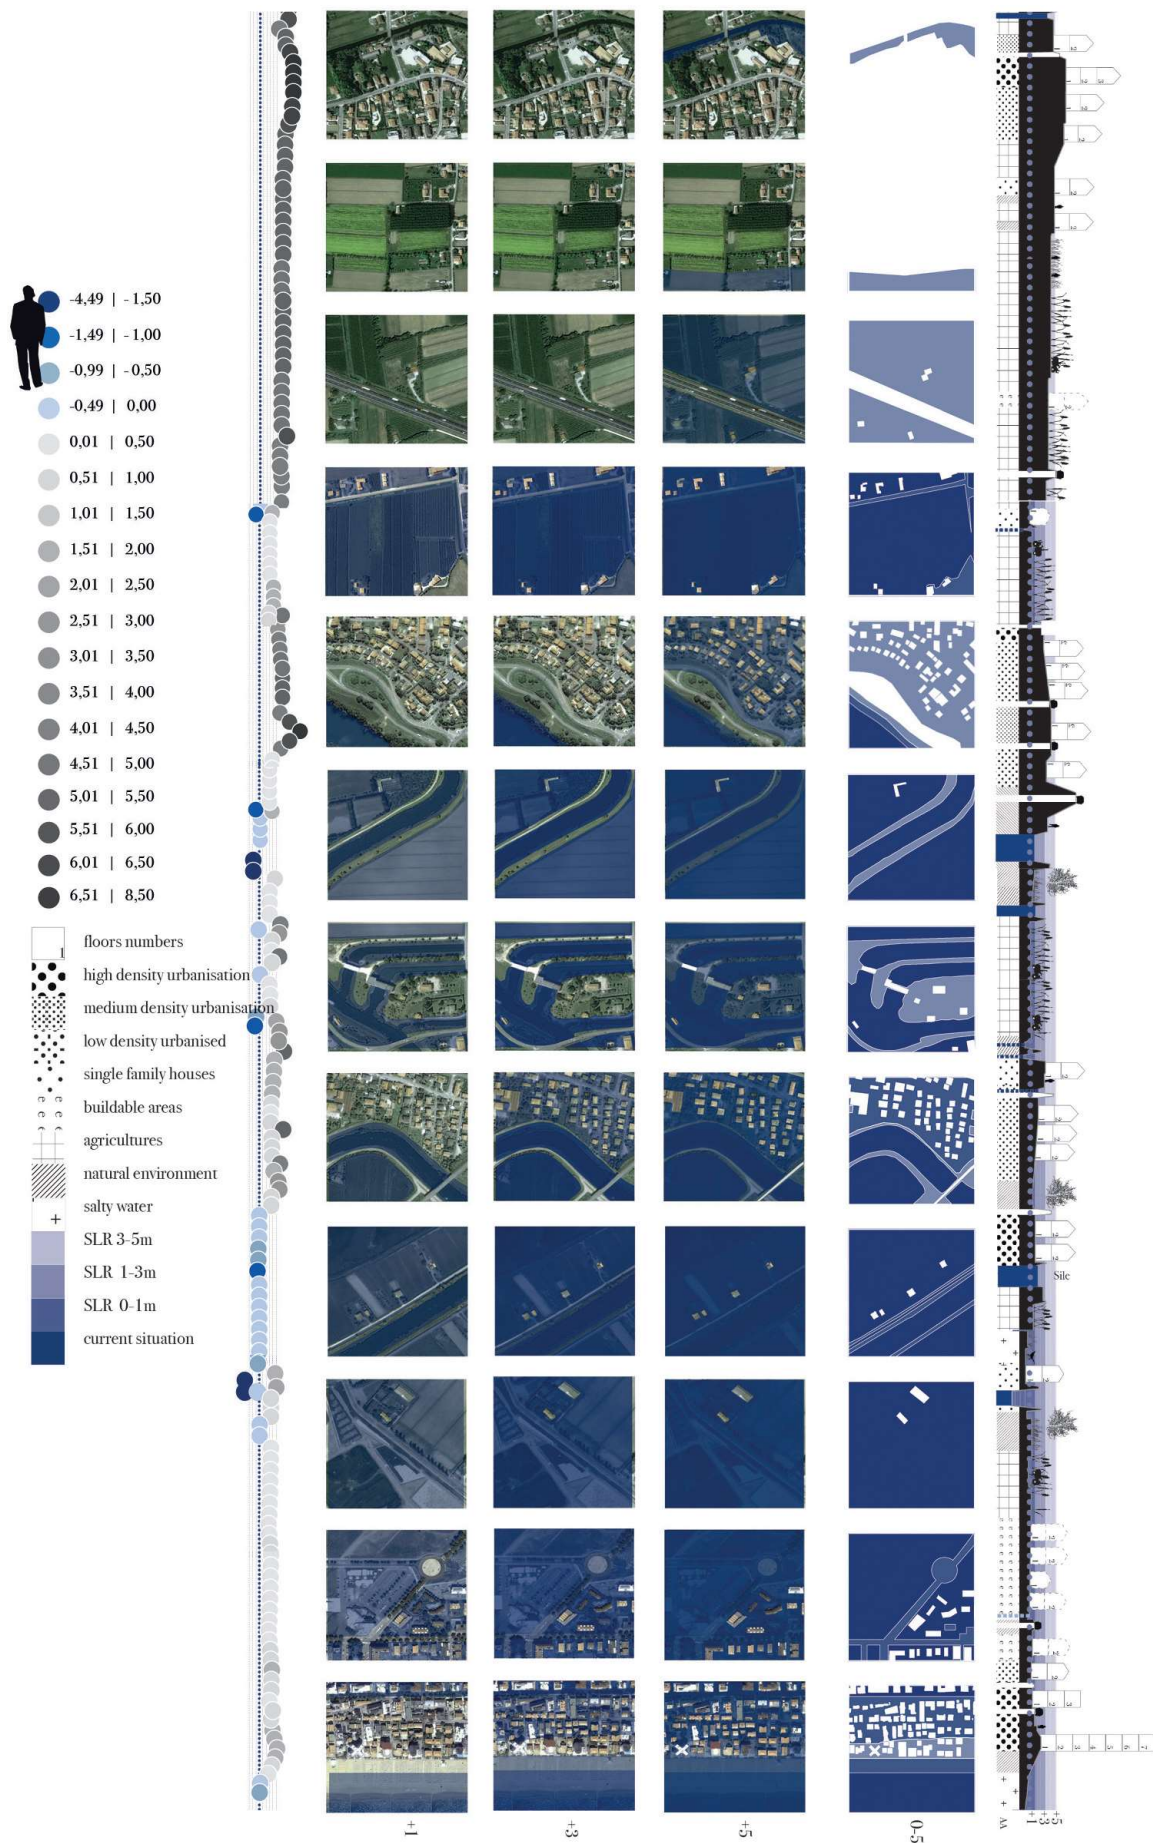 -4,49 | -1,50
-1,49 | -1,00
-0,99 | -0,50
-0,49 | 0,00
0,01 | 0,50
0,51 | 1,00
1,01 | 1,50
1,51 | 2,00
2,01 | 2,50
2,51 | 3,00
3,01 | 3,50
3,51 | 4,00
4,01 | 4,50
4,51 | 5,00
5,01 | 5,50
5,51 | 6,00
6,01 | 6,50
6,51 | 8,50
1 floors numbers
high density urbanisation
medium density urbanisation
low density urbanised
single family houses
buildable areas
agricultures
natural environment
salty water
SLR 3-5m
SLR 1-3m
SLR 0-1m
current situation
Sile
+1
+3
+5
0-5
AA
+1
+3
+5